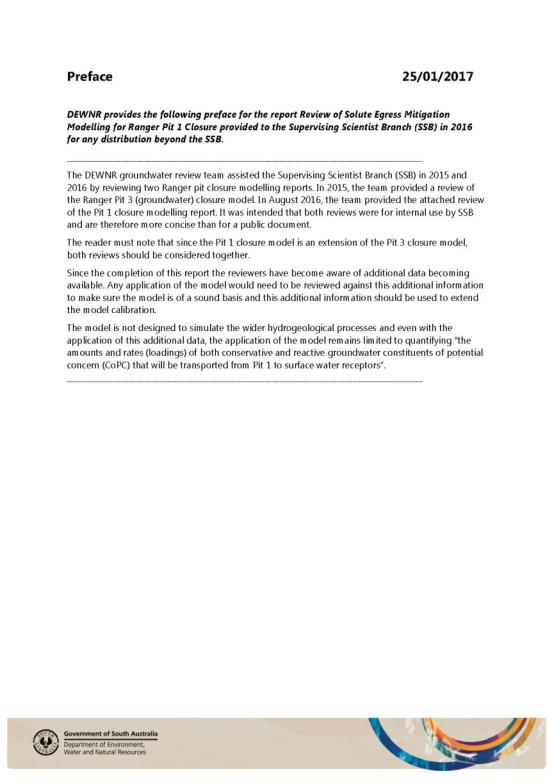 Preface 25/01/2017
DEWNR provides the following preface for the report Review of Solute Egress Mitigation
Modelling for Ranger Pit 1 Closure provided to the Supervising Scientist Branch (SSB) in 2016
for any distribution beyond the SSB.
The DEWNR groundwater review team assisted the Supervising Scientist Branch (SSB) in 2015 and
2016 by reviewing two Ranger pit closure modelling reports. In 2015, the team provided a review of
the Ranger Pit 3 (groundwater) closure model. In August 2016, the team provided the attached review
of the Pit 1 closure modelling report. It was intended that both reviews were for internal use by SSB
and are therefore more concise than for a public document.
The reader must note that since the Pit 1 closure model is an extension of the Pit 3 closure model,
both reviews should be considered together.
Since the completion of this report the reviewers have become aware of additional data becoming
available. Any application of the model would need to be reviewed against this additional information
to make sure the model is of a sound basis and this additional information should be used to extend
the model calibration.
The model is not designed to simulate the wider hydrogeological processes and even with the
application of this additional data, the application of the model remains limited to quantifying "the
amounts and rates (loadings) of both conservative and reactive groundwater constituents of potential
concern (CoPC) that will be transported from Pit 1 to surface water receptors".
Government of South Australia
Department of Environment,
Water and Natural Resources